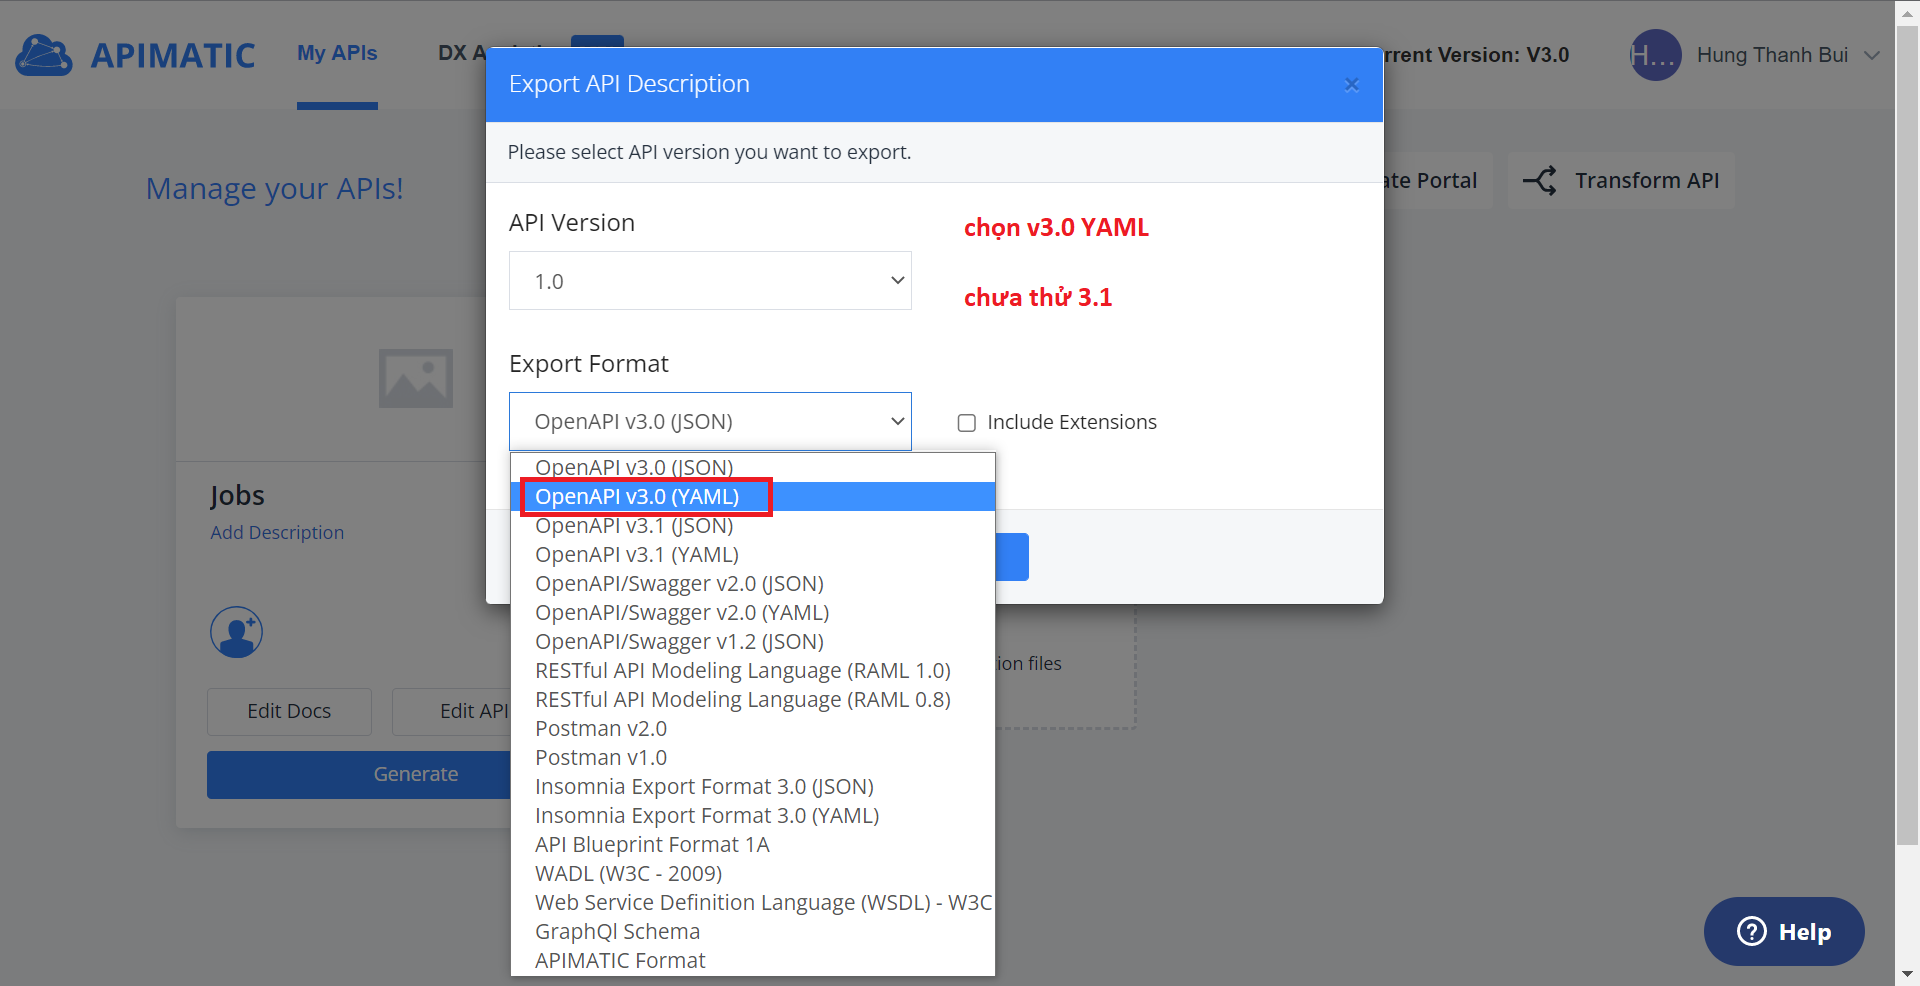 APIMATIC
My APIs
DX A
rrent Version: V3.0
H...
Hung Thanh Bui
Export API Description
×
Please select API version you want to export.
Manage your APIs!
ate Portal
Transform API
API Version
1.0
chọn v3.0 YAML
chưa thử 3.1
Export Format
OpenAPI v3.0 (JSON)
Include Extensions
OpenAPI v3.0 (JSON)
OpenAPI v3.0 (YAML)
OpenAPI v3.1 (JSON)
OpenAPI v3.1 (YAML)
OpenAPI/Swagger v2.0 (JSON)
OpenAPI/Swagger v2.0 (YAML)
OpenAPI/Swagger v1.2 (JSON)
RESTful API Modeling Language (RAML 1.0)
RESTful API Modeling Language (RAML 0.8)
Postman v2.0
Postman v1.0
Insomnia Export Format 3.0 (JSON)
Insomnia Export Format 3.0 (YAML)
API Blueprint Format 1A
WADL (W3C - 2009)
Web Service Definition Language (WSDL) - W3C
GraphQl Schema
APIMATIC Format
Jobs
Add Description
Edit Docs
Edit API
Generate
ion files
Help